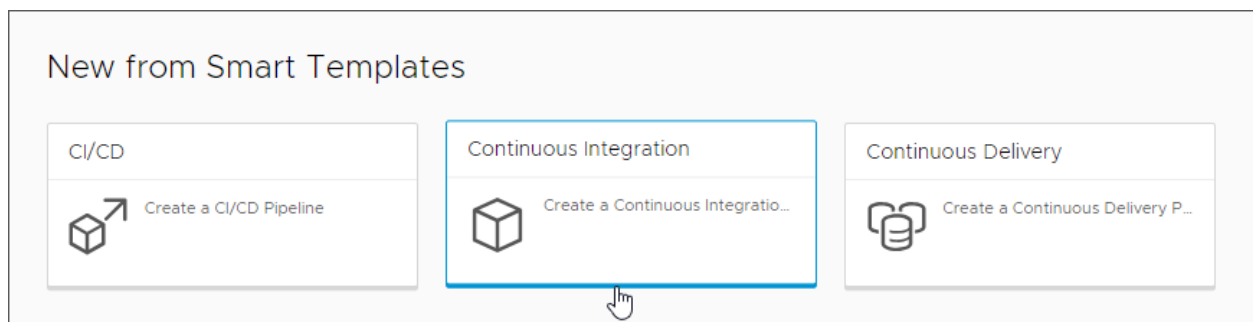 New from Smart Templates
CI/CD
Create a CI/CD Pipeline
Continuous Integration
Create a Continuous Integratio...
Continuous Delivery
Create a Continuous Delivery P...